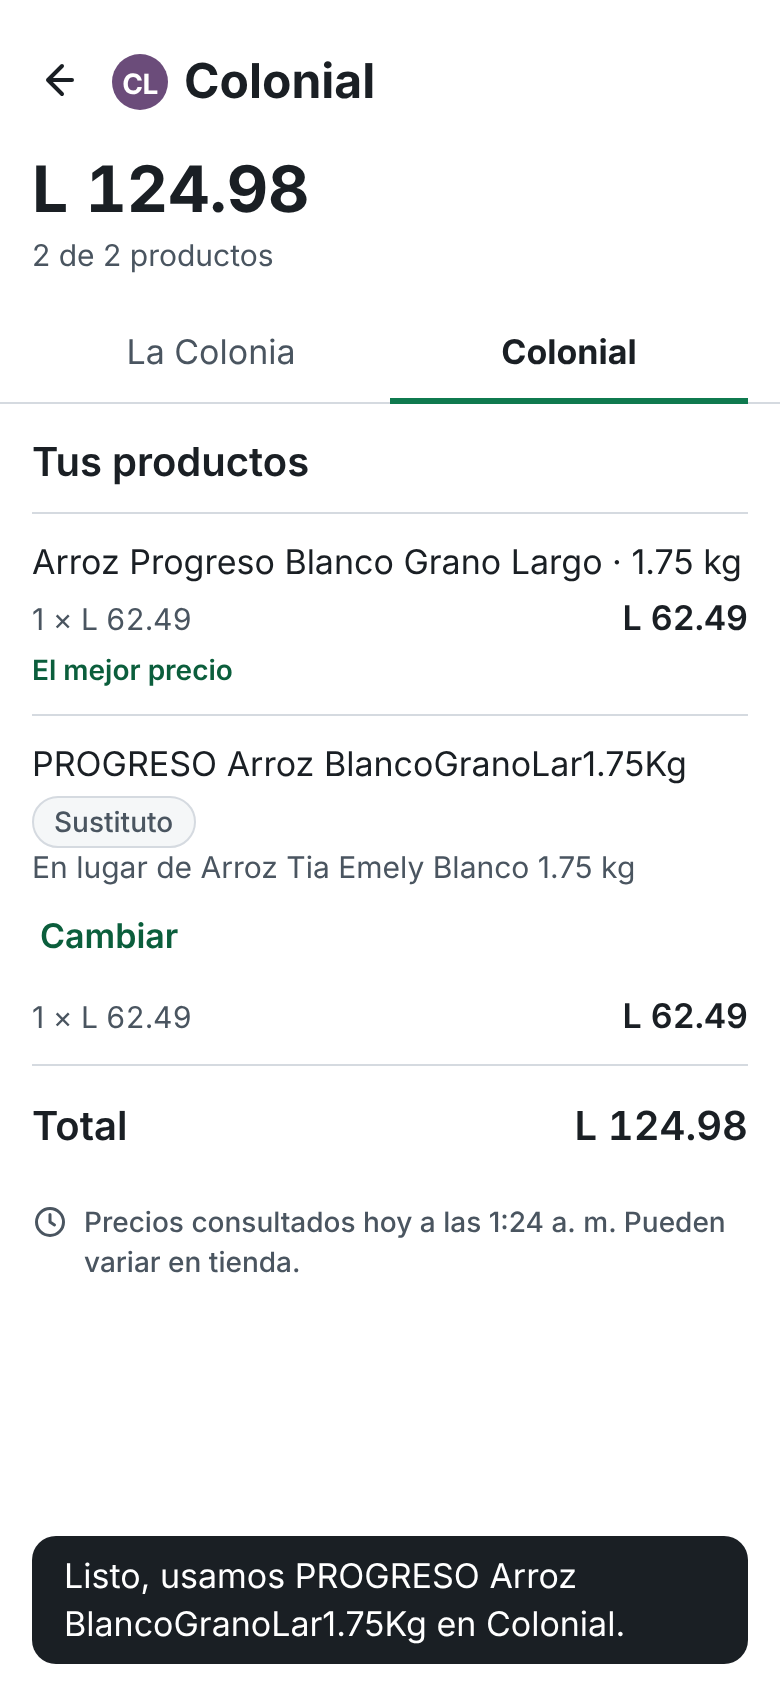 CL Colonial
L 124.98
2 de 2 productos
La Colonia Colonial
Tus productos
Arroz Progreso Blanco Grano Largo · 1.75 kg
1 × L 62.49 L 62.49
El mejor precio
PROGRESO Arroz BlancoGranoLar1.75Kg
Sustituto
En lugar de Arroz Tia Emely Blanco 1.75 kg
Cambiar
1 × L 62.49 L 62.49
Total L 124.98
Precios consultados hoy a las 1:24 a. m. Pueden
variar en tienda.
Listo, usamos PROGRESO Arroz
BlancoGranoLar1.75Kg en Colonial.